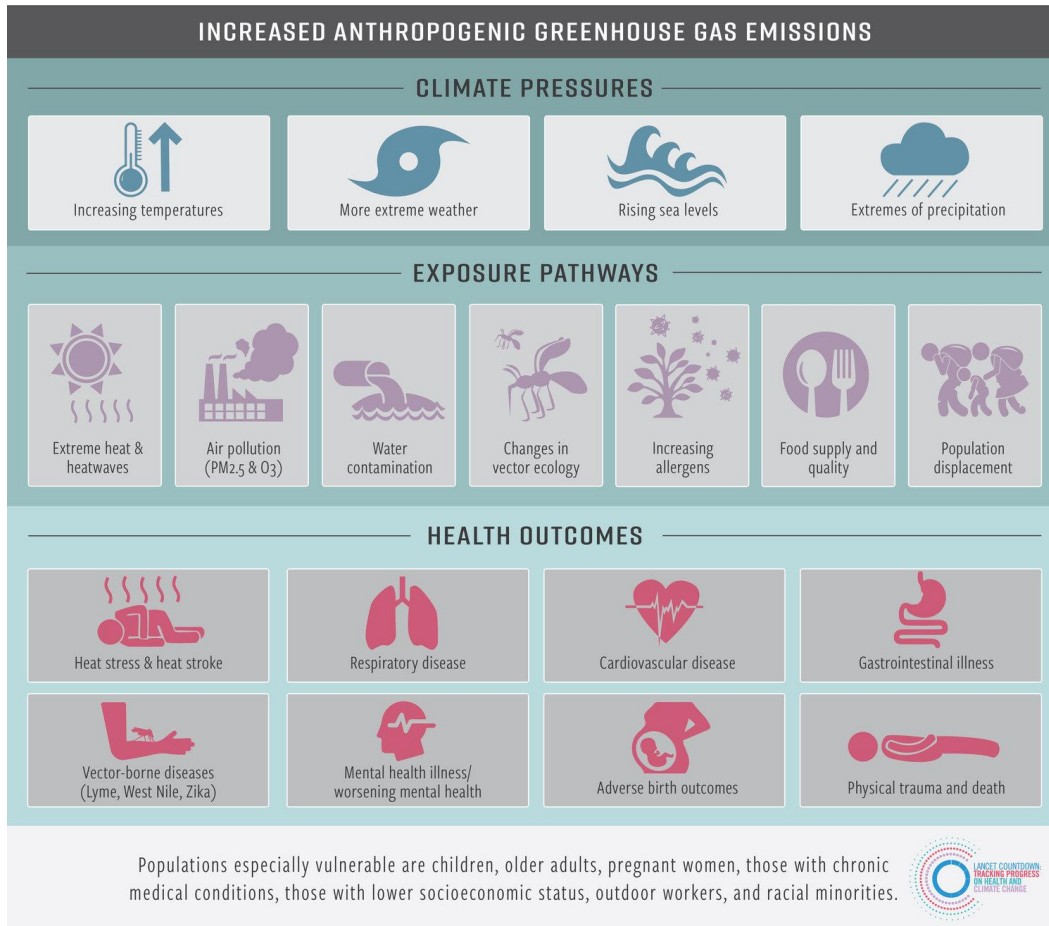 INCREASED ANTHROPOGENIC GREENHOUSE GAS EMISSIONS
CLIMATE PRESSURES
Increasing temperatures
More extreme weather
Rising sea levels
Extremes of precipitation
EXPOSURE PATHWAYS
Extreme heat &
heatwaves
Air pollution
(PM2.5 & O3)
Water
contamination
Changes in
vector ecology
Increasing
allergens
Food supply and
quality
Population
displacement
HEALTH OUTCOMES
Heat stress & heat stroke
Respiratory disease
Cardiovascular disease
Gastrointestinal illness
Vector-borne diseases
(Lyme, West Nile, Zika)
Mental health illness/
worsening mental health
Adverse birth outcomes
Physical trauma and death
Populations especially vulnerable are children, older adults, pregnant women, those with chronic
medical conditions, those with lower socioeconomic status, outdoor workers, and racial minorities.
LANCET COUNTDOWN:
TRACKING PROGRESS
ON HEALTH AND
CLIMATE CHANGE